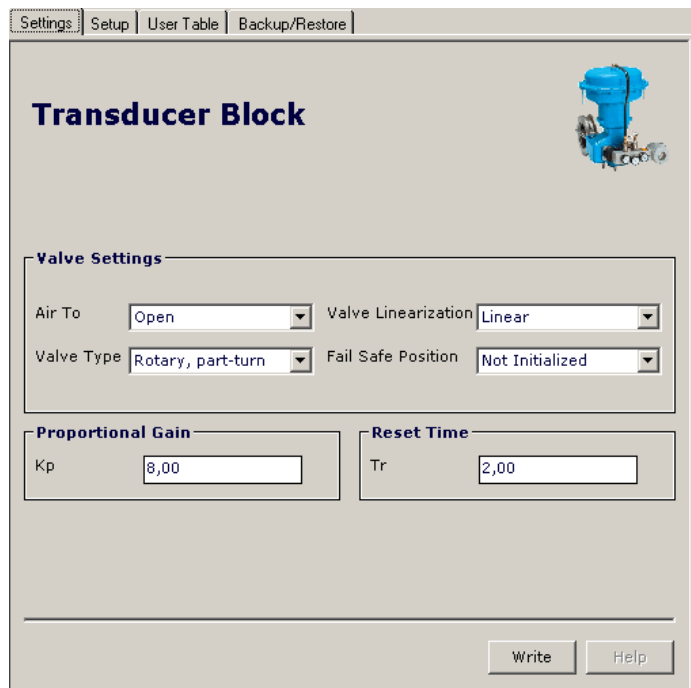 Settings Setup User Table Backup/Restore
Transducer Block
Valve Settings
Air To Open Valve Linearization Linear
Valve Type Rotary, part-turn Fail Safe Position Not Initialized
Proportional Gain Reset Time
Kp 8,00 Tr 2,00
Write Help